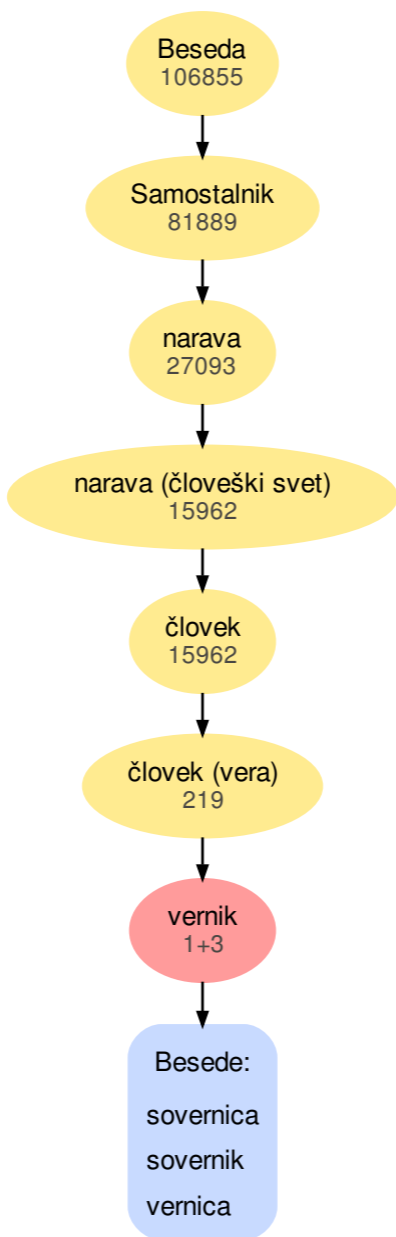 Beseda
106855
Samostalnik
81889
narava
27093
narava (človeški svet)
15962
človek
15962
človek (vera)
219
vernik
1+3
Besede:
sovernica
sovernik
vernica